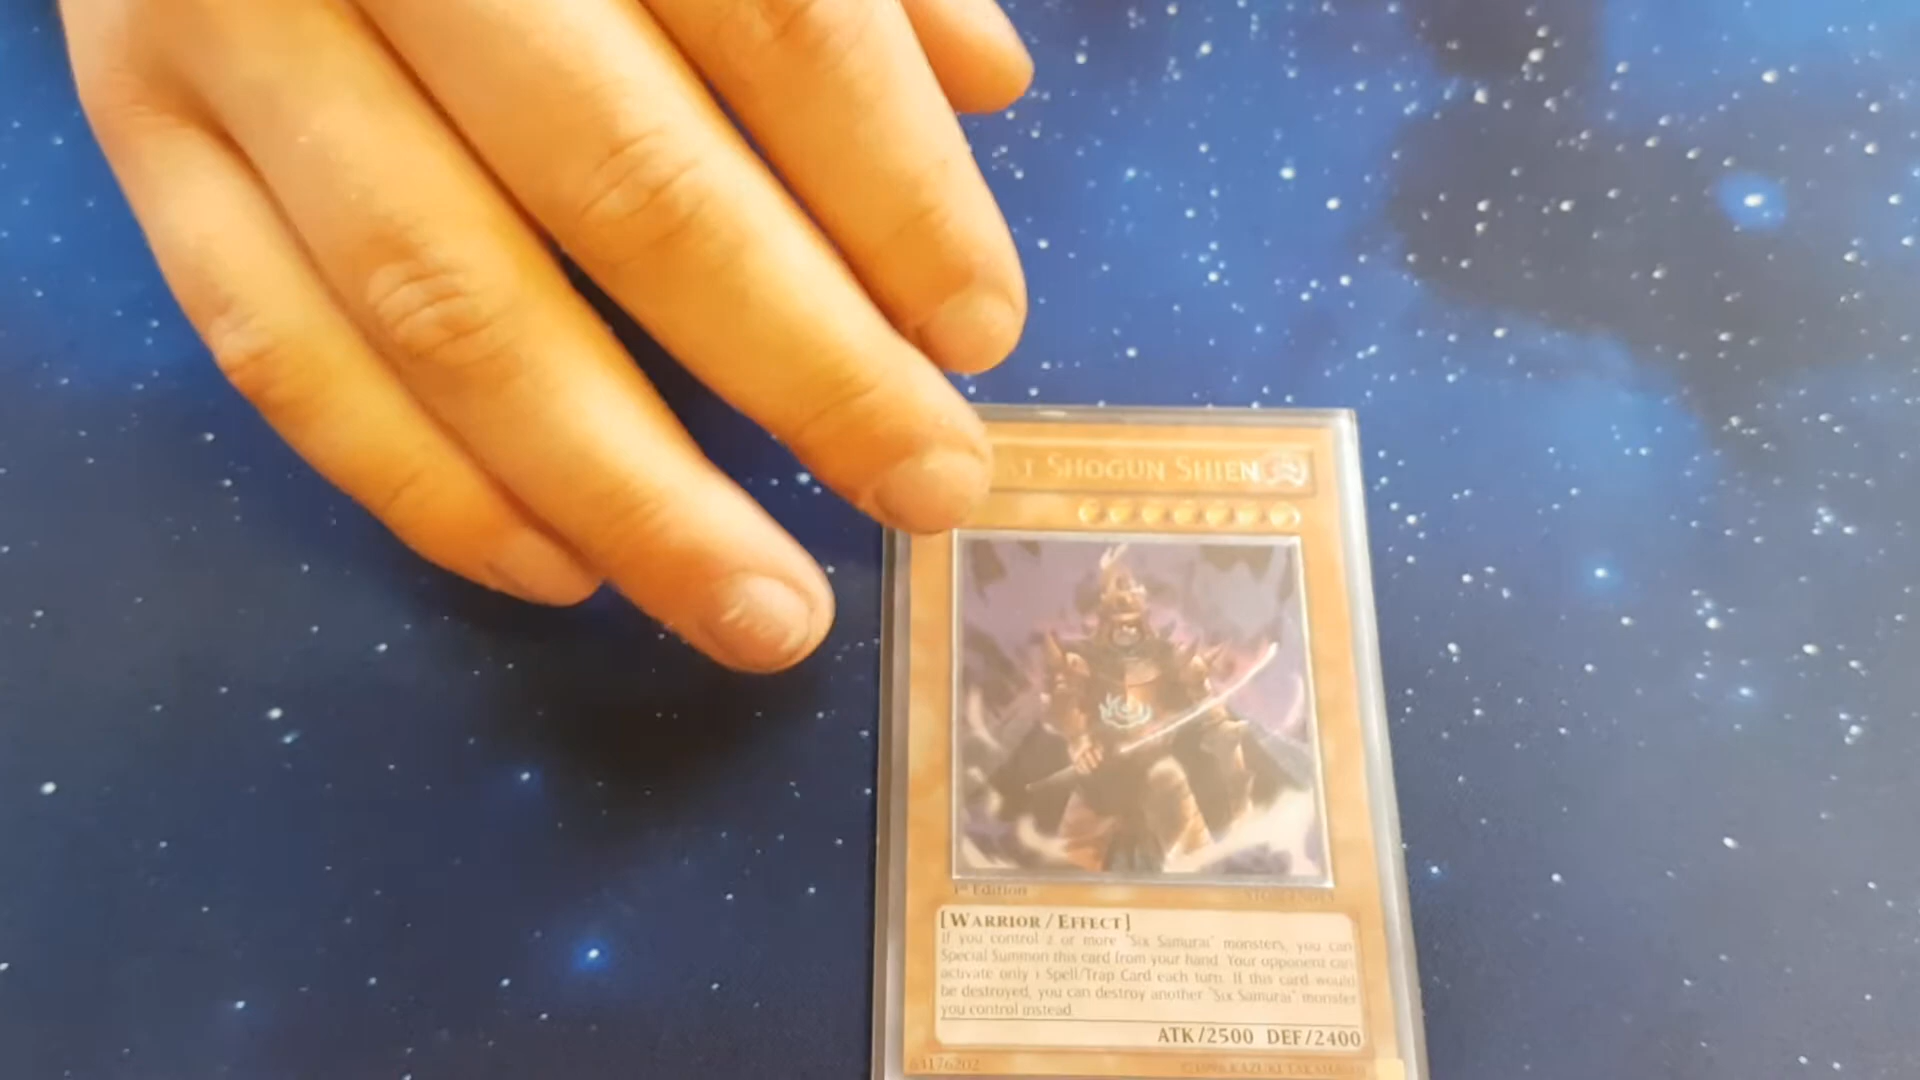 AT SHOGUN SHIEN
1st Edition
[WARRIOR/EFFECT]
If you control 2 or more "Six Samurai" monsters, you can
Special Summon this card from your hand. Your opponent can
activate only 1 Spell/Trap Card each turn. If this card would
be destroyed, you can destroy another "Six Samurai" monster
you control instead.
ATK/2500 DEF/2400
KAZUKI TAKAHASHI